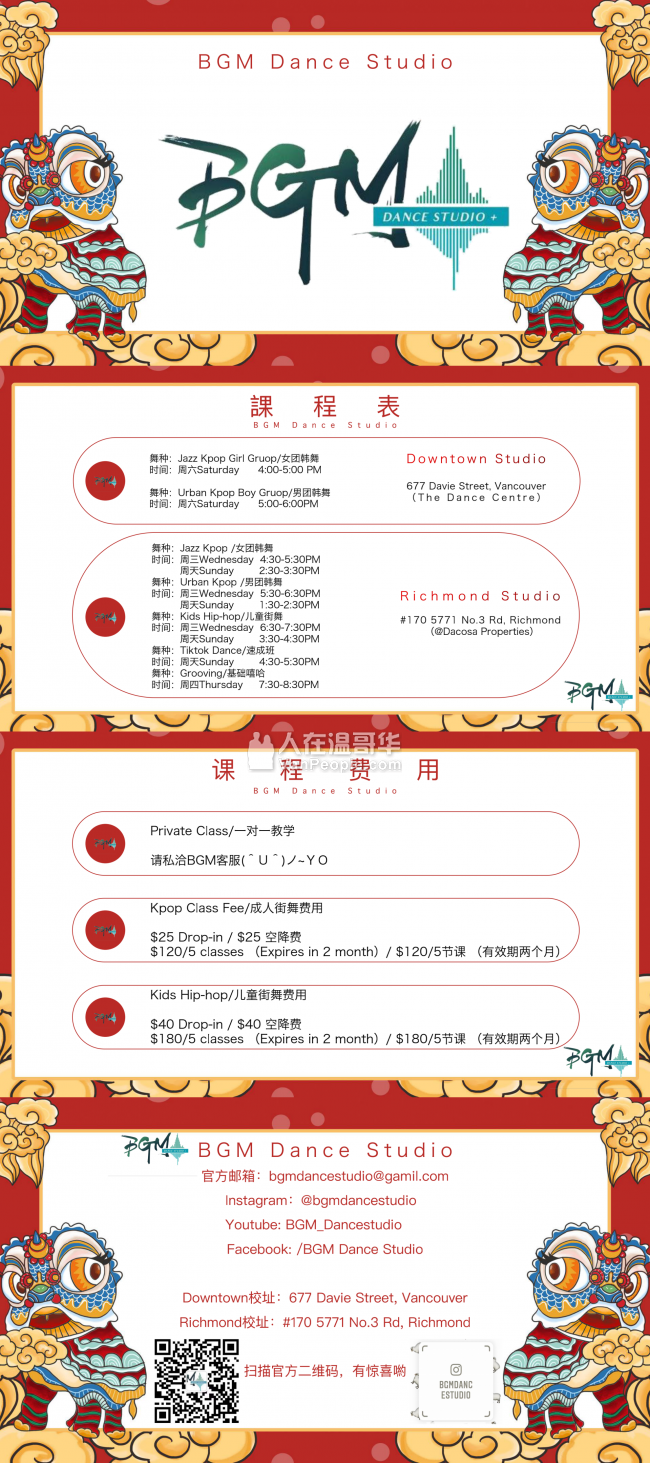 BGM Dance Studio
BGM
DANCE STUDIO +
課 程 表
BGM Dance Studio
舞种：Jazz Kpop Girl Gruop/女团韩舞
时间：周六Saturday 4:00-5:00 PM
舞种：Urban Kpop Boy Gruop/男团韩舞
时间：周六Saturday 5:00-6:00PM
Downtown Studio
677 Davie Street, Vancouver
（The Dance Centre）
舞种：Jazz Kpop /女团韩舞
时间：周三Wednesday 4:30-5:30PM
周天Sunday 2:30-3:30PM
舞种：Urban Kpop /男团韩舞
时间：周三Wednesday 5:30-6:30PM
周天Sunday 1:30-2:30PM
舞种：Kids Hip-hop/儿童街舞
时间：周三Wednesday 6:30-7:30PM
周天Sunday 3:30-4:30PM
舞种：Tiktok Dance/速成班
时间：周天Sunday 4:30-5:30PM
舞种：Grooving/基础嘻哈
时间：周四Thursday 7:30-8:30PM
Richmond Studio
#170 5771 No.3 Rd, Richmond
(@Dacosa Properties)
BGM
人在温哥华
VanPeople.com
课 程 费 用
BGM Dance Studio
Private Class/一对一教学
请私洽BGM客服(＾U＾)ノ~ＹＯ
Kpop Class Fee/成人街舞费用
$25 Drop-in / $25 空降费
$120/5 classes （Expires in 2 month）/ $120/5节课 （有效期两个月）
Kids Hip-hop/儿童街舞费用
$40 Drop-in / $40 空降费
$180/5 classes （Expires in 2 month）/ $180/5节课 （有效期两个月）
BGM
BGM
BGM Dance Studio
官方邮箱：bgmdancestudio@gamil.com
Instagram：@bgmdancestudio
Youtube: BGM_Dancestudio
Facebook: /BGM Dance Studio
Downtown校址：677 Davie Street, Vancouver
Richmond校址：#170 5771 No.3 Rd, Richmond
扫描官方二维码，有惊喜哟
BGMDANC
ESTUDIO